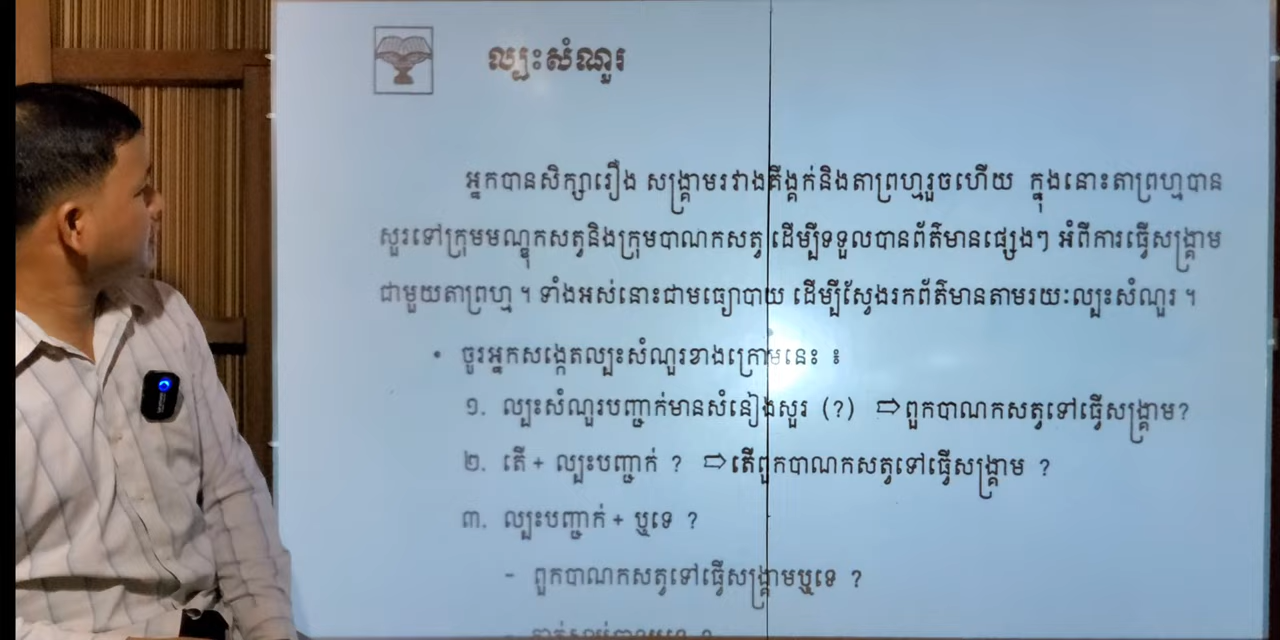 ល្បះសំណួរ
អ្នកបានសិក្សារឿង សង្គ្រាមរវាងគីង្គក់និងតាព្រហ្មរួចហើយ ក្នុងនោះតាព្រហ្មបាន
សួរទៅក្រុមមណ្ឌុកសត្វនិងក្រុមបាណកសត្វ ដើម្បីទទួលបានព័ត៌មានផ្សេងៗ អំពីការធ្វើសង្គ្រាម
ជាមួយតាព្រហ្ម ។ ទាំងអស់នោះជាមធ្យោបាយ ដើម្បីស្វែងរកព័ត៌មានតាមរយៈល្បះសំណួរ ។
• ចូរអ្នកសង្កេតល្បះសំណួរខាងក្រោមនេះ ៖
១. ល្បះសំណួរបញ្ជាក់មានសំនៀងសួរ (?) ⇨ ពួកបាណកសត្វទៅធ្វើសង្គ្រាម?
២. តើ + ល្បះបញ្ជាក់ ? ⇨ តើពួកបាណកសត្វទៅធ្វើសង្គ្រាម ?
៣. ល្បះបញ្ជាក់ + ឬទេ ?
- ពួកបាណកសត្វទៅធ្វើសង្គ្រាមឬទេ ?